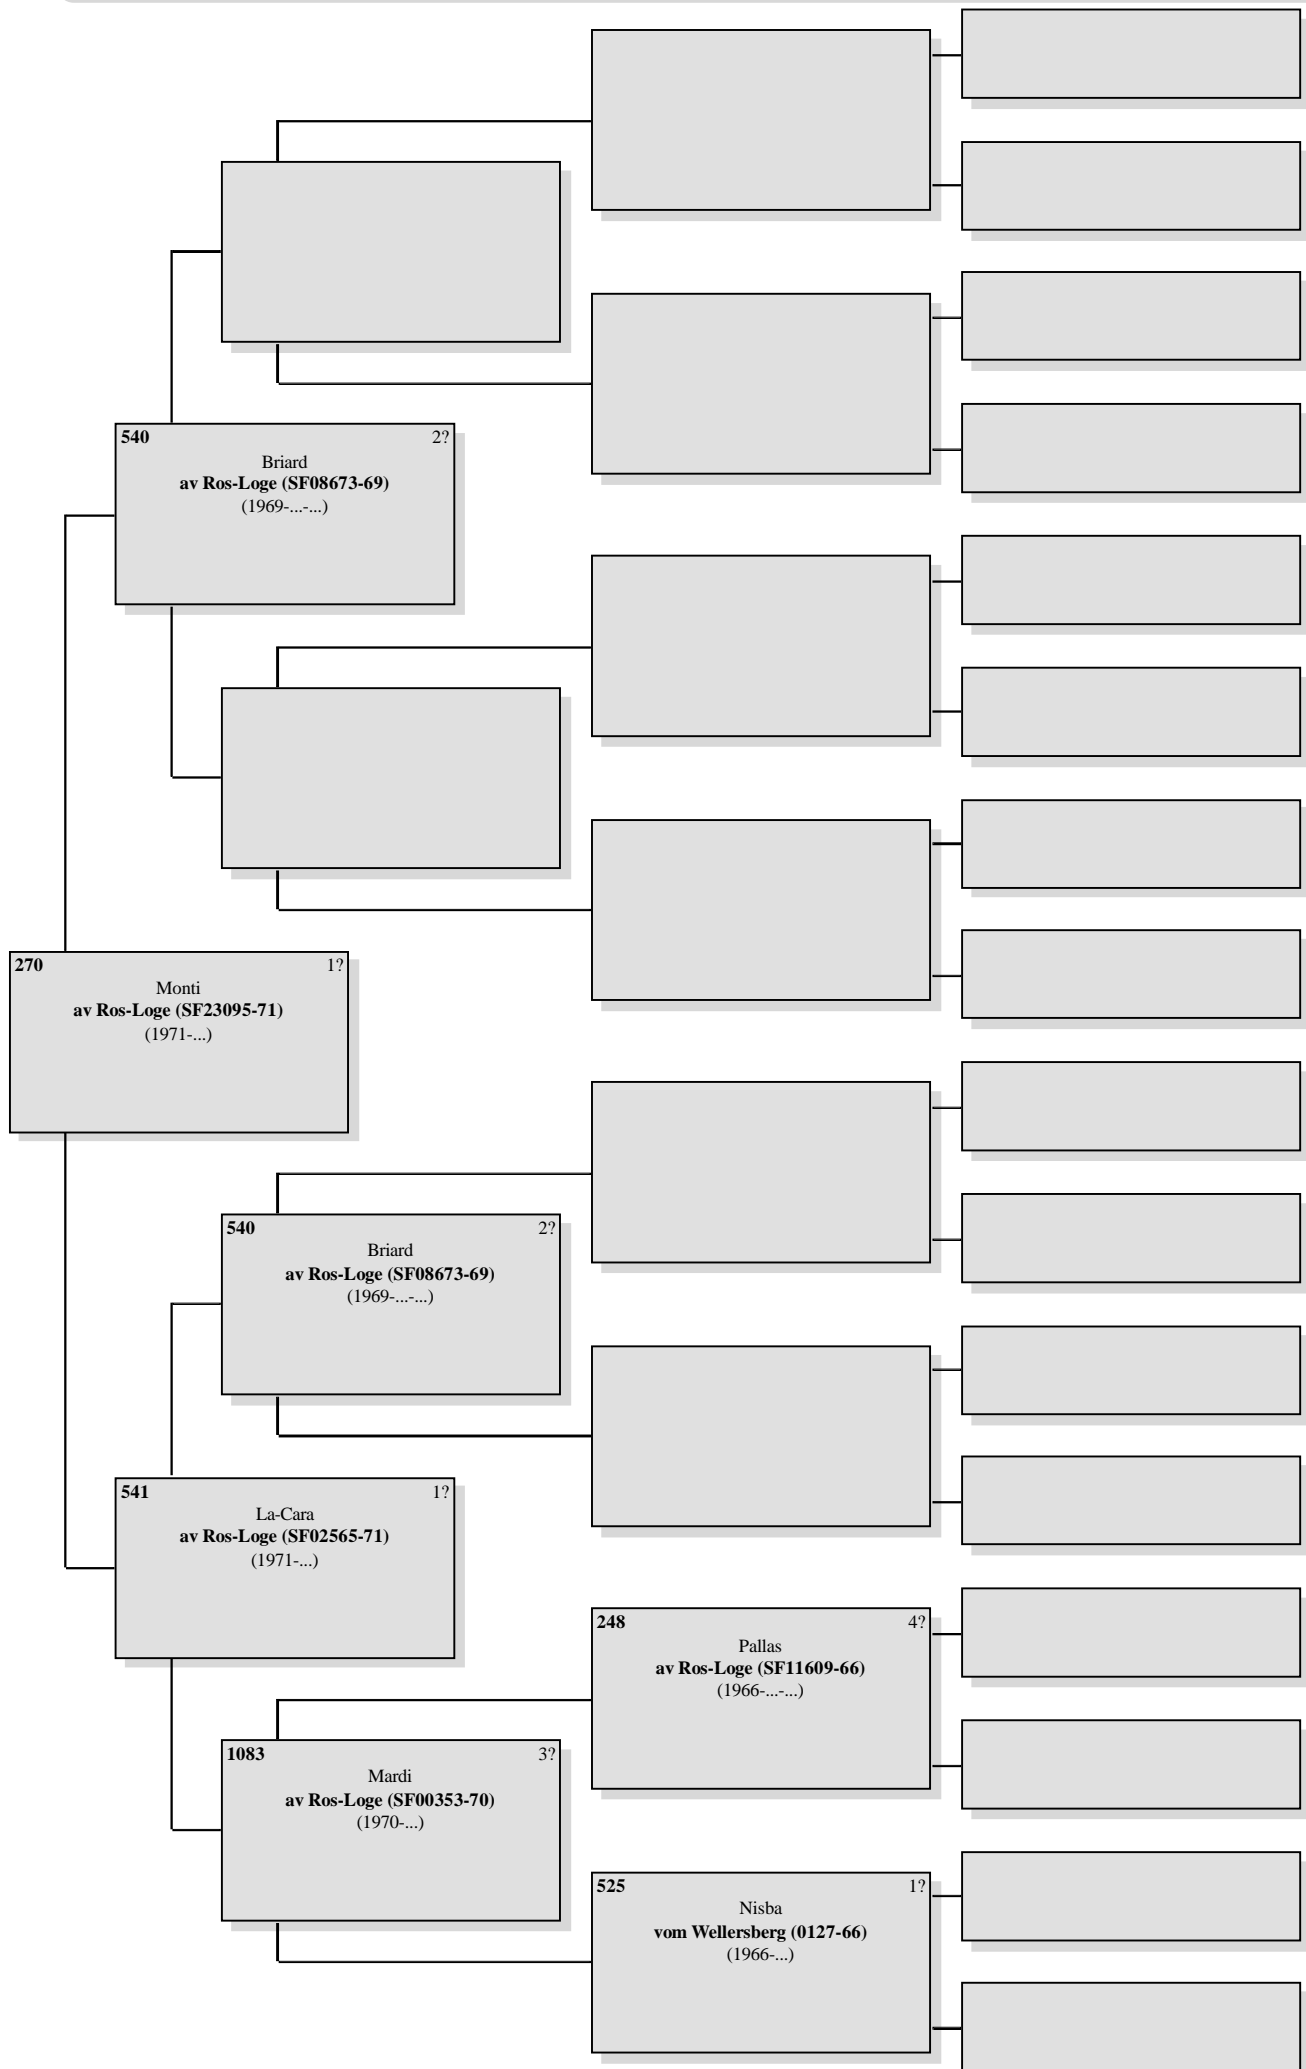 540 2?
Briard
av Ros-Loge (SF08673-69)
(1969-...-...)
270 1?
Monti
av Ros-Loge (SF23095-71)
(1971-...)
540 2?
Briard
av Ros-Loge (SF08673-69)
(1969-...-...)
541 1?
La-Cara
av Ros-Loge (SF02565-71)
(1971-...)
248 4?
Pallas
av Ros-Loge (SF11609-66)
(1966-...-...)
1083 3?
Mardi
av Ros-Loge (SF00353-70)
(1970-...)
525 1?
Nisba
vom Wellersberg (0127-66)
(1966-...)